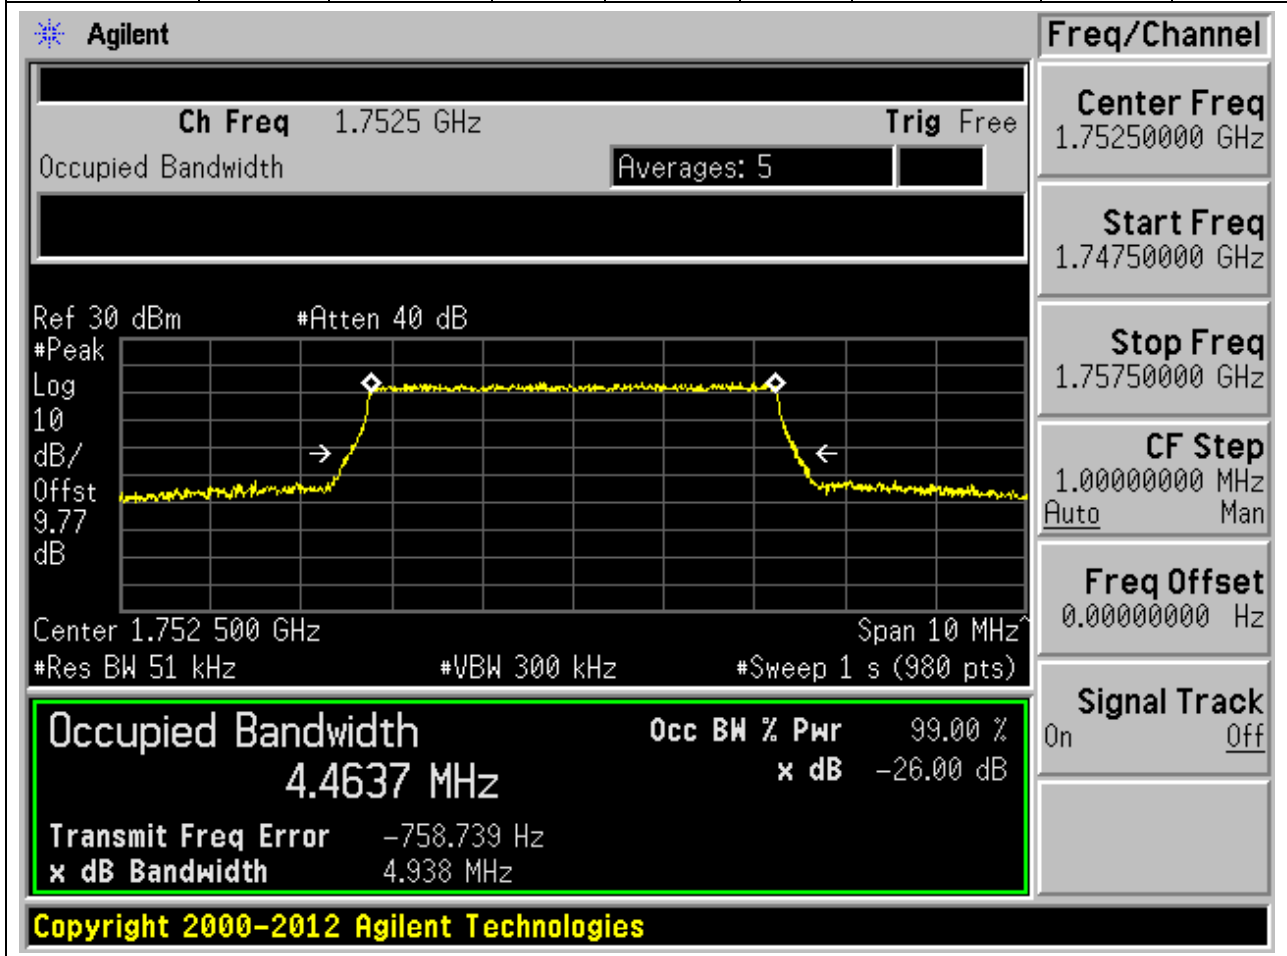 Agilent
Freq/Channel
Ch Freq 1.7525 GHz Trig Free
Occupied Bandwidth Averages: 5
Center Freq
1.75250000 GHz
Start Freq
1.74750000 GHz
Stop Freq
1.75750000 GHz
CF Step
1.00000000 MHz
Auto Man
Freq Offset
0.00000000 Hz
Signal Track
On Off
Ref 30 dBm #Atten 40 dB
#Peak
Log
10
dB/
Offst
9.77
dB
Center 1.752 500 GHz Span 10 MHz^
#Res BW 51 kHz #VBW 300 kHz #Sweep 1 s (980 pts)
Occupied Bandwidth Occ BW % Pwr 99.00 %
4.4637 MHz x dB -26.00 dB
Transmit Freq Error -758.739 Hz
x dB Bandwidth 4.938 MHz
Copyright 2000-2012 Agilent Technologies